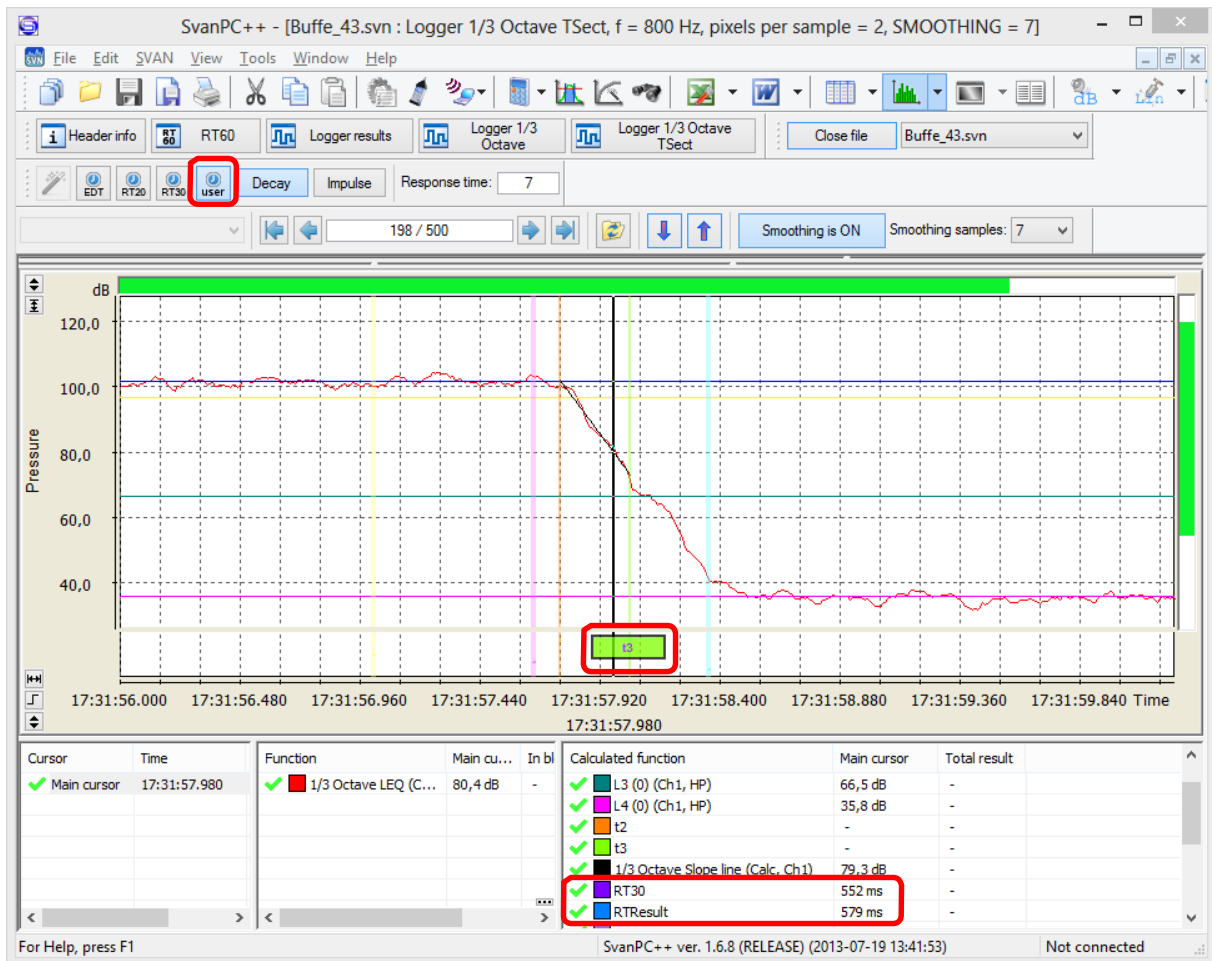 SvanPC++ - [Buffe_43.svn : Logger 1/3 Octave TSect, f = 800 Hz, pixels per sample = 2, SMOOTHING = 7]
SVN File Edit SVAN View Tools Window Help
dB Ln
i Header info RT 60 RT60 Logger results Logger 1/3 Octave Logger 1/3 Octave TSect Close file Buffe_43.svn
EDT RT20 RT30 user Decay Impulse Response time: 7
198 / 500 Smoothing is ON Smoothing samples: 7
dB
120,0
100,0
80,0
60,0
40,0
Pressure
t3
17:31:56.000 17:31:56.480 17:31:56.960 17:31:57.440 17:31:57.920 17:31:58.400 17:31:58.880 17:31:59.360 17:31:59.840 Time
17:31:57.980
Cursor Time Function Main cu... In bl Calculated function Main cursor Total result
Main cursor 17:31:57.980 1/3 Octave LEQ (C... 80,4 dB - L3 (0) (Ch1, HP) 66,5 dB -
L4 (0) (Ch1, HP) 35,8 dB -
t2 - -
t3 - -
1/3 Octave Slope line (Calc, Ch1) 79,3 dB -
RT30 552 ms -
RTResult 579 ms -
For Help, press F1 SvanPC++ ver. 1.6.8 (RELEASE) (2013-07-19 13:41:53) Not connected